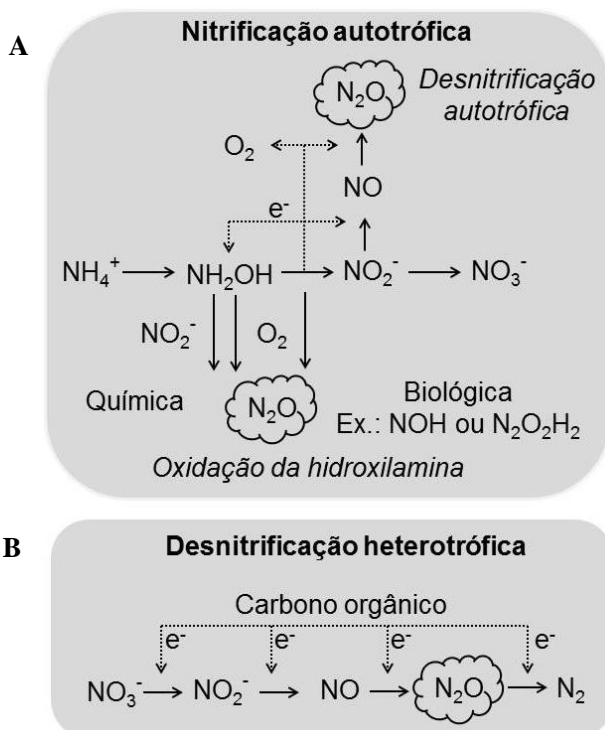 A
Nitrificação autotrófica
N₂O
Desnitrificação
autotrófica
O₂
NO
e⁻
NH₄⁺ NH₂OH NO₂⁻ NO₃⁻
NO₂⁻ O₂
Química N₂O Biológica
Ex.: NOH ou N₂O₂H₂
Oxidação da hidroxilamina
B
Desnitrificação heterotrófica
Carbono orgânico
e⁻ e⁻ e⁻ e⁻
NO₃⁻ NO₂⁻ NO N₂O N₂